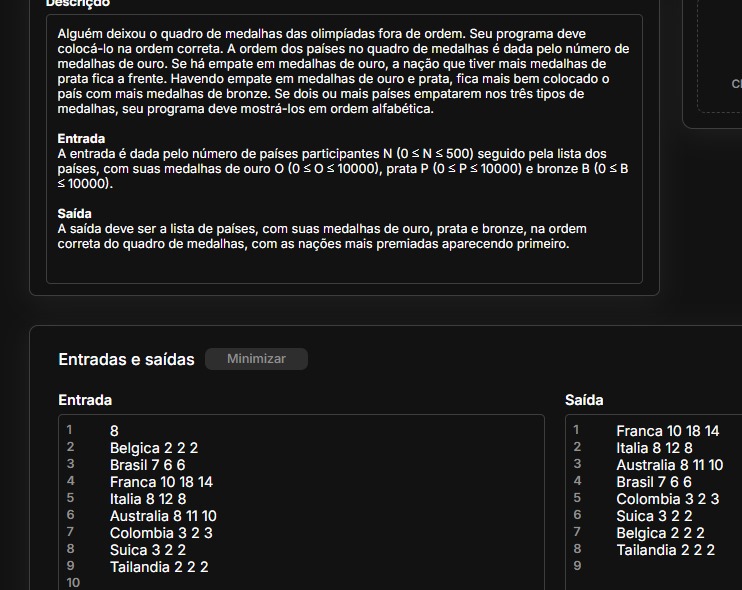 Descrição
Alguém deixou o quadro de medalhas das olimpíadas fora de ordem. Seu programa deve
colocá-lo na ordem correta. A ordem dos países no quadro de medalhas é dada pelo número de
medalhas de ouro. Se há empate em medalhas de ouro, a nação que tiver mais medalhas de
prata fica a frente. Havendo empate em medalhas de ouro e prata, fica mais bem colocado o
país com mais medalhas de bronze. Se dois ou mais países empatarem nos três tipos de
medalhas, seu programa deve mostrá-los em ordem alfabética.
Entrada
A entrada é dada pelo número de países participantes N (0 ≤ N ≤ 500) seguido pela lista dos
países, com suas medalhas de ouro O (0 ≤ O ≤ 10000), prata P (0 ≤ P ≤ 10000) e bronze B (0 ≤ B
≤ 10000).
Saída
A saída deve ser a lista de países, com suas medalhas de ouro, prata e bronze, na ordem
correta do quadro de medalhas, com as nações mais premiadas aparecendo primeiro.
Entradas e saídas
Minimizar
Entrada
1 8
2 Belgica 2 2 2
3 Brasil 7 6 6
4 Franca 10 18 14
5 Italia 8 12 8
6 Australia 8 11 10
7 Colombia 3 2 3
8 Suica 3 2 2
9 Tailandia 2 2 2
10
Saída
1 Franca 10 18 14
2 Italia 8 12 8
3 Australia 8 11 10
4 Brasil 7 6 6
5 Colombia 3 2 3
6 Suica 3 2 2
7 Belgica 2 2 2
8 Tailandia 2 2 2
9